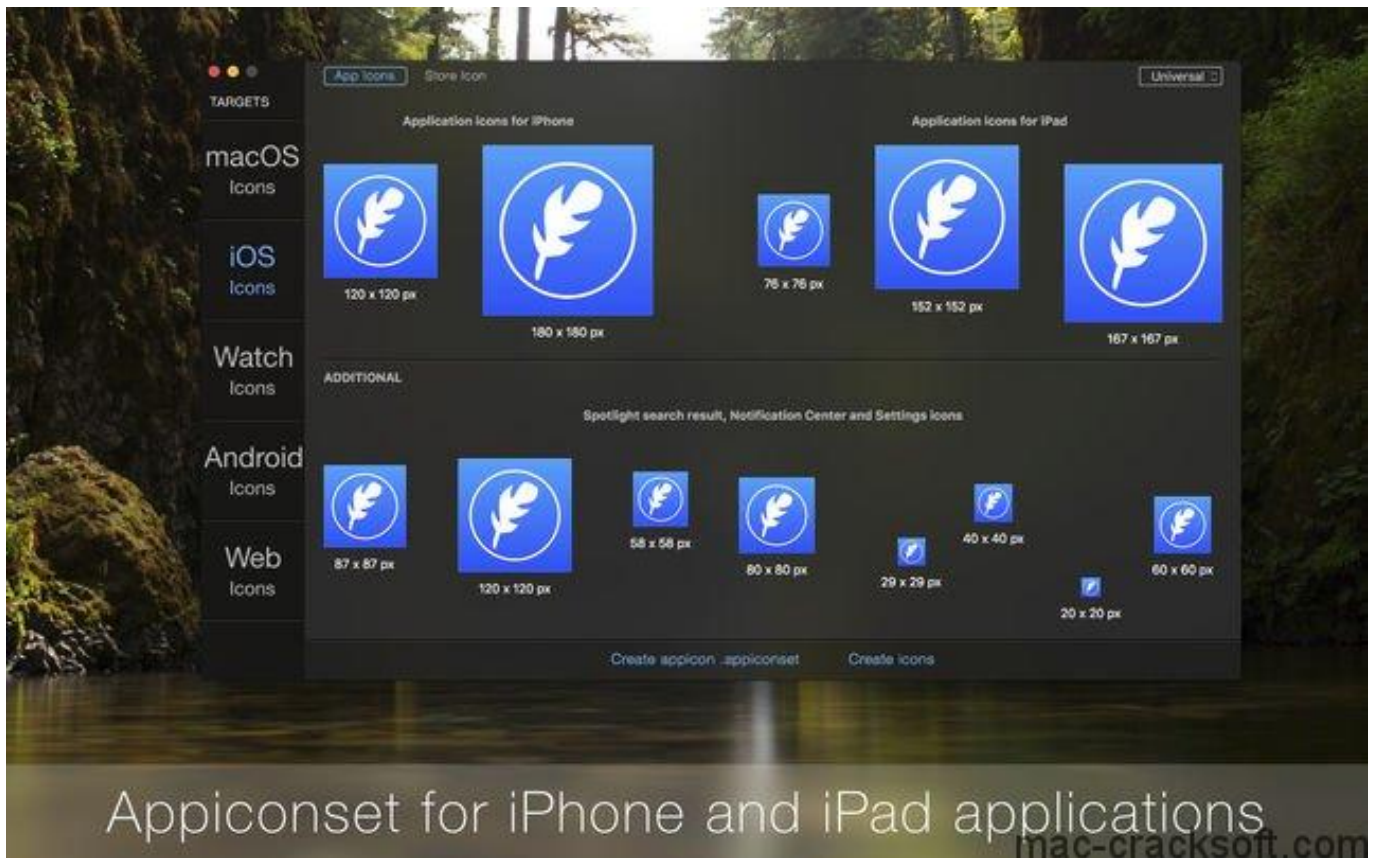 TARGETS
macOS
Icons
iOS
Icons
Watch
Icons
Android
Icons
Web
Icons
App Icons
Store Icon
Universal
Application icons for iPhone
Application icons for iPad
120 x 120 px
180 x 180 px
76 x 76 px
152 x 152 px
167 x 167 px
ADDITIONAL
Spotlight search result, Notification Center and Settings icons
87 x 87 px
120 x 120 px
58 x 58 px
80 x 80 px
29 x 29 px
40 x 40 px
20 x 20 px
60 x 60 px
Create appicon .appiconset
Create icons
Appiconset for iPhone and iPad applications
mac-cracksoft.com